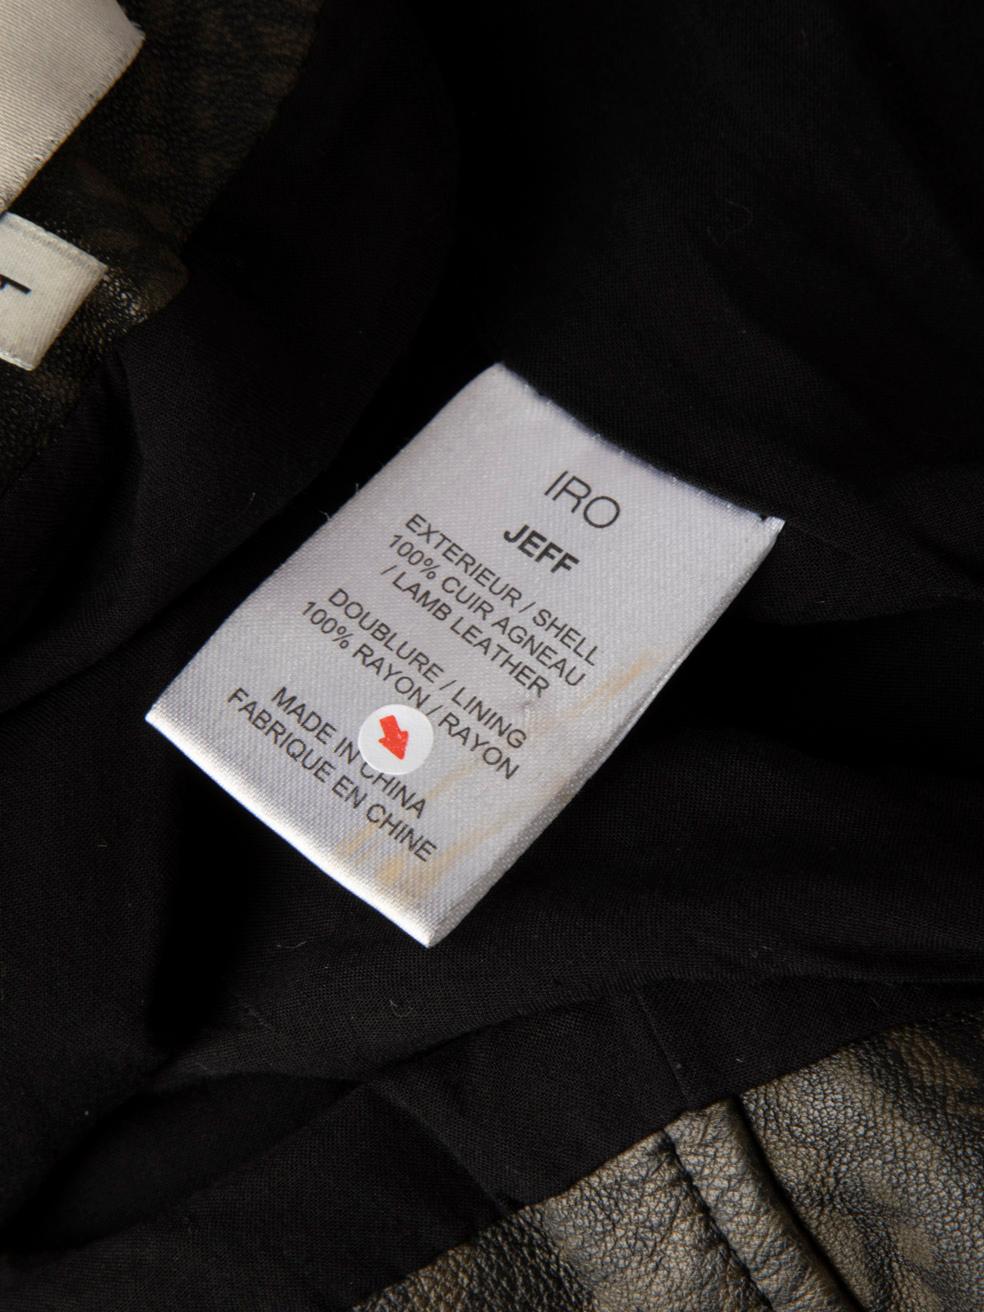 IRO
JEFF
EXTERIEUR / SHELL
100% CUIR AGNEAU
/ LAMB LEATHER
DOUBLURE / LINING
100% RAYON / RAYON
MADE IN CHINA
FABRIQUE EN CHINE